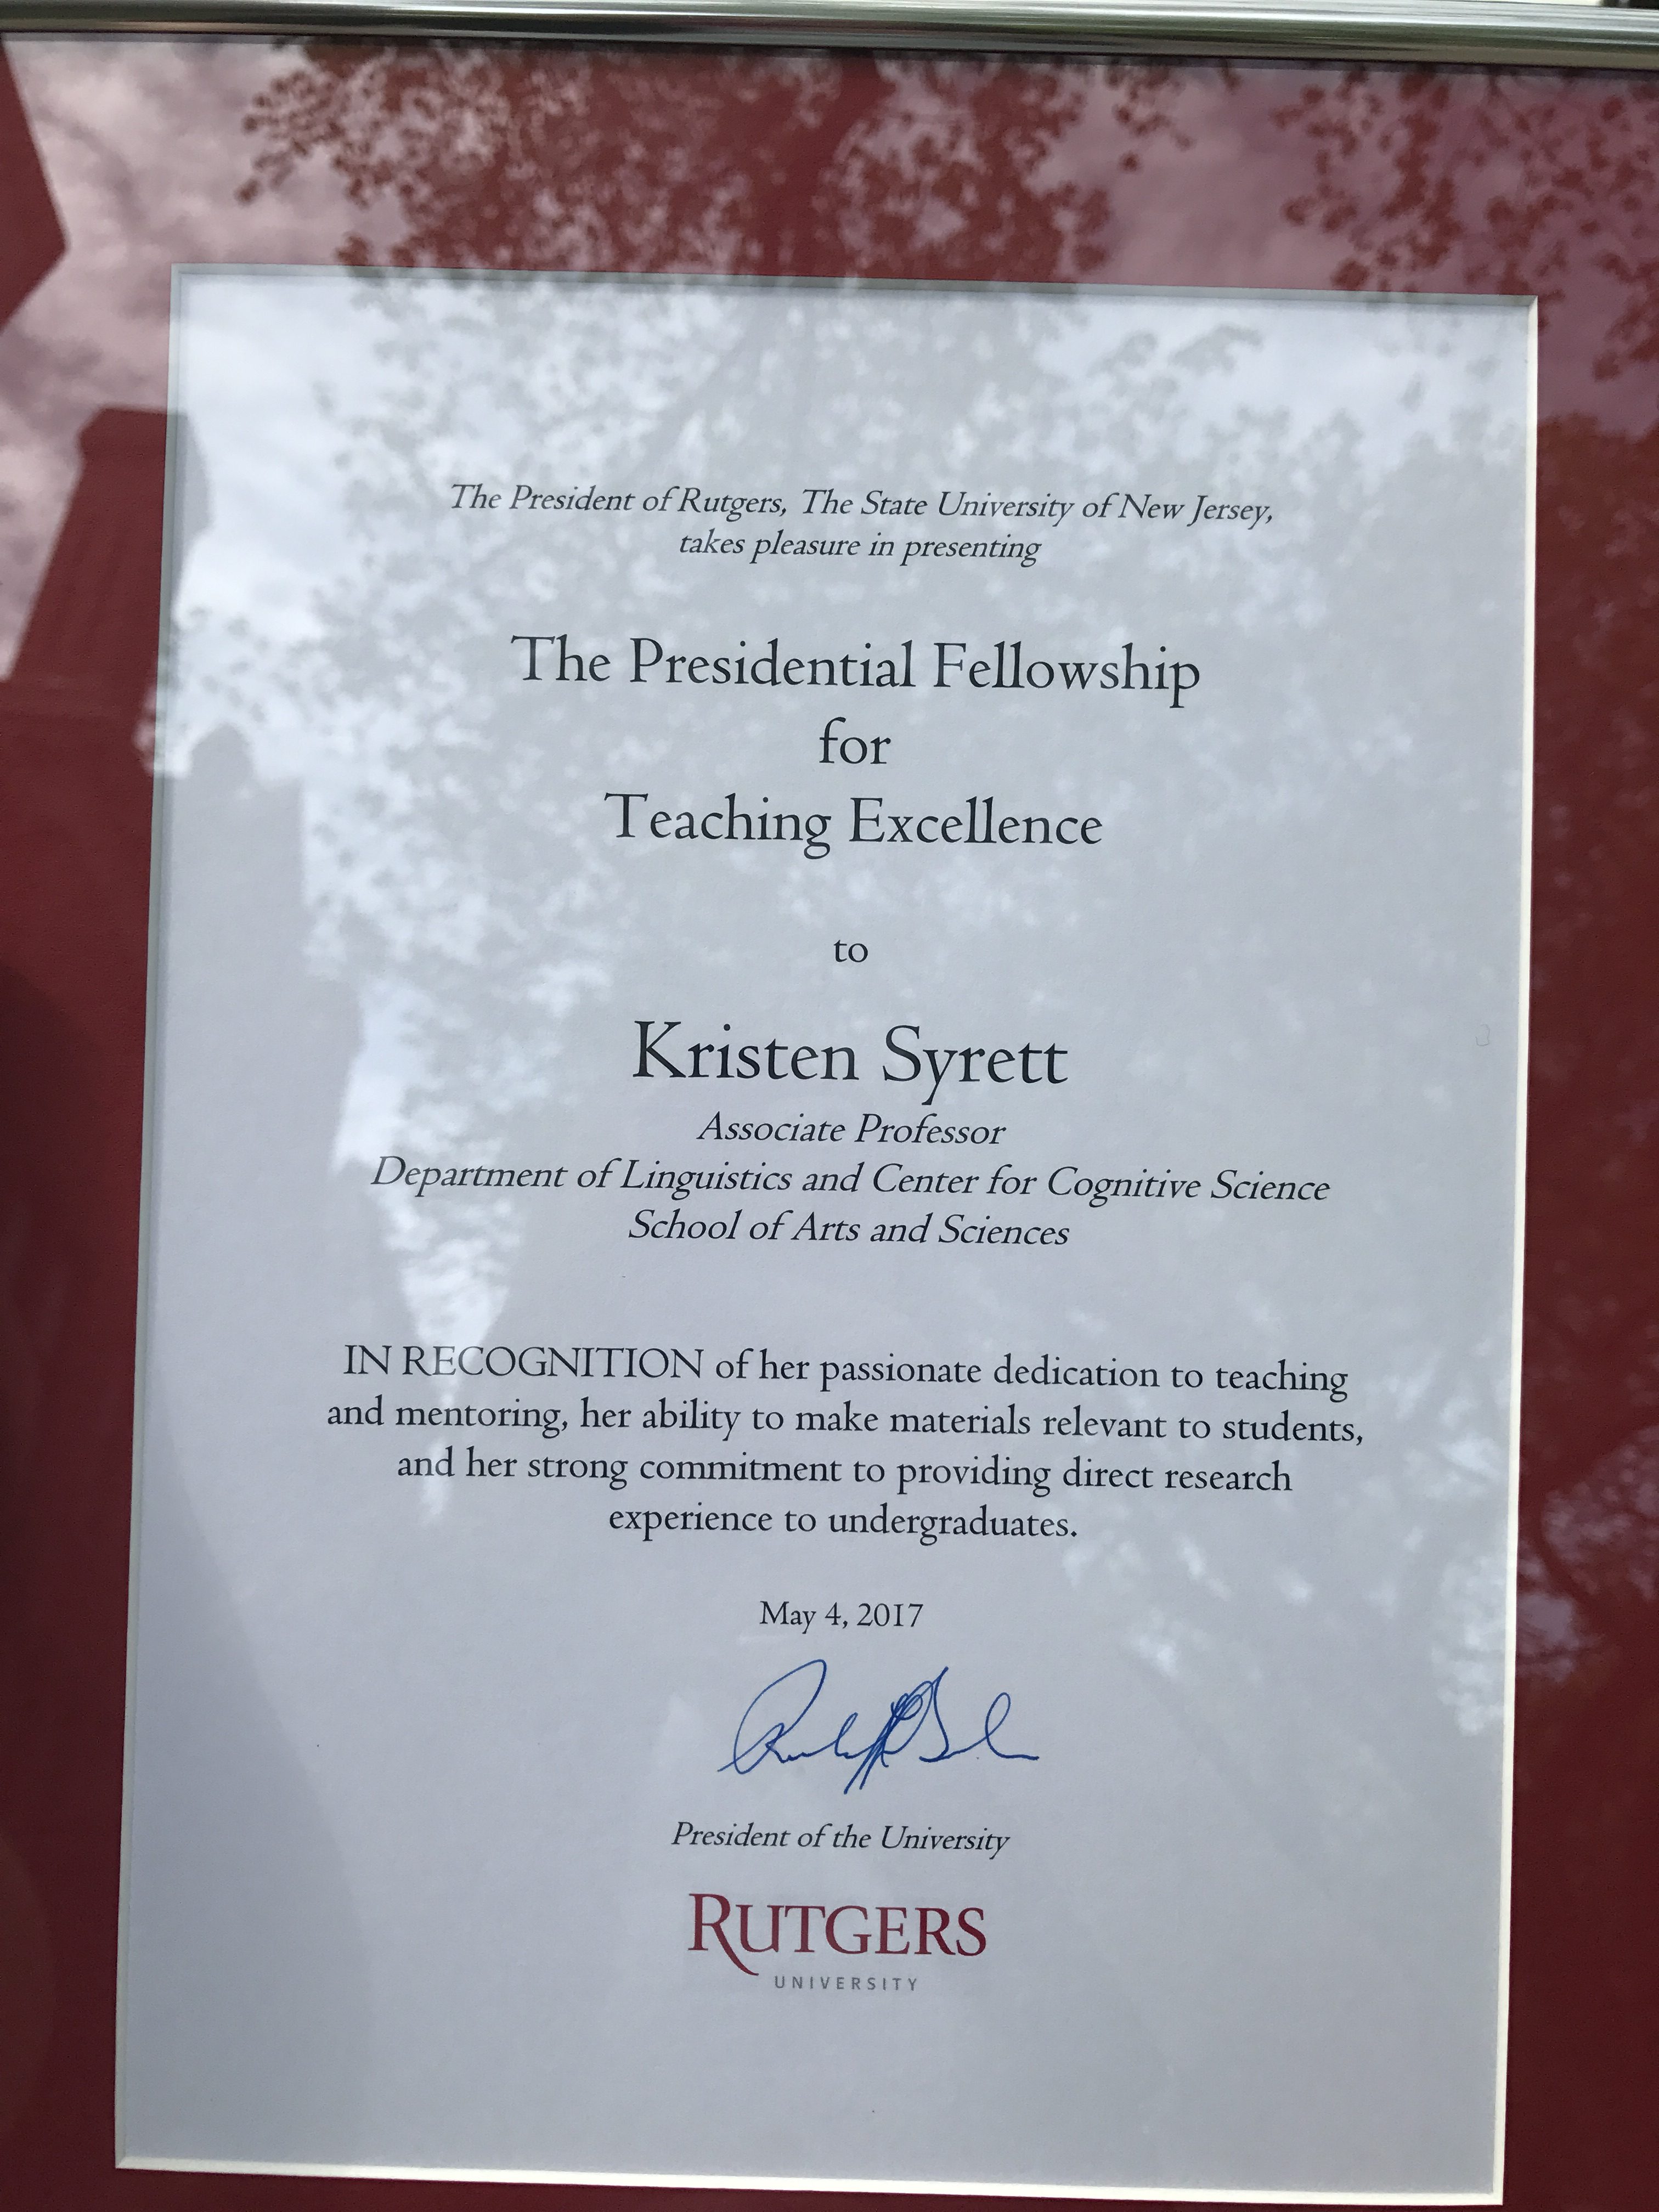 The President of Rutgers, The State University of New Jersey,
takes pleasure in presenting
The Presidential Fellowship
for
Teaching Excellence
to
Kristen Syrett
Associate Professor
Department of Linguistics and Center for Cognitive Science
School of Arts and Sciences
IN RECOGNITION of her passionate dedication to teaching
and mentoring, her ability to make materials relevant to students,
and her strong commitment to providing direct research
experience to undergraduates.
May 4, 2017
President of the University
RUTGERS
UNIVERSITY